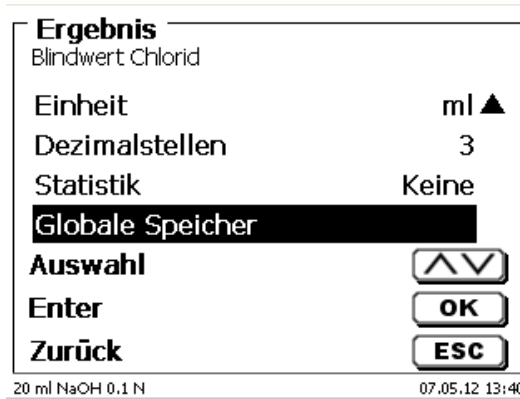 Ergebnis
Blindwert Chlorid
Einheit ml
Dezimalstellen 3
Statistik Keine
Globale Speicher
Auswahl
Enter OK
Zurück ESC
20 ml NaOH 0.1 N 07.05.12 13:40